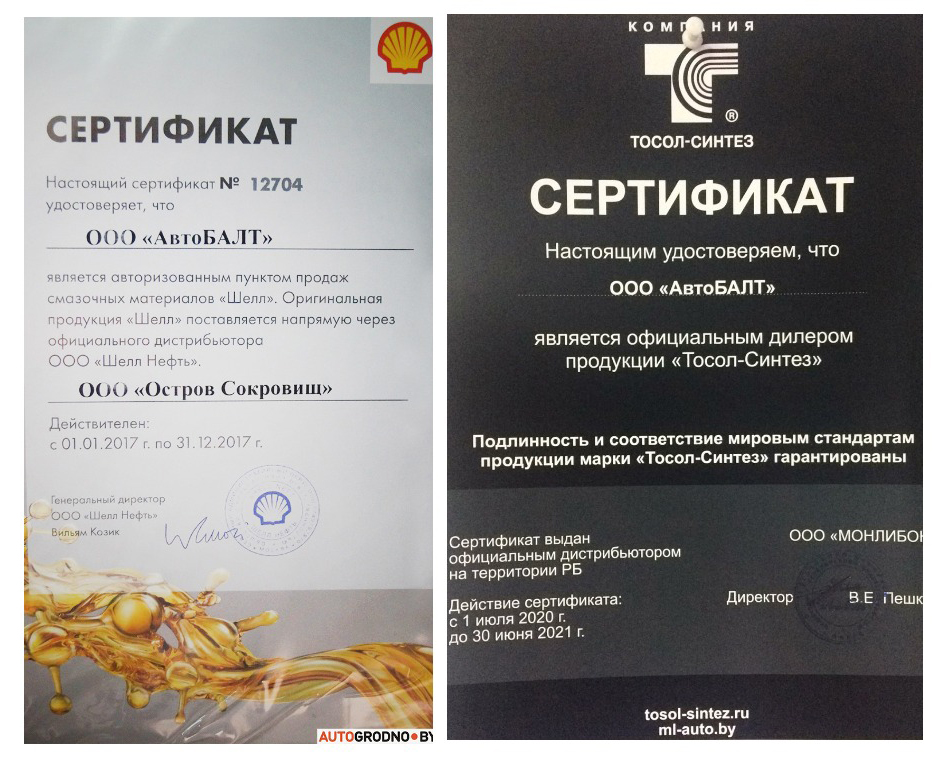 СЕРТИФИКАТ
Настоящий сертификат № 12704
удостоверяет, что
ООО «АвтоБАЛТ»
является авторизованным пунктом продаж
смазочных материалов «Шелл». Оригинальная
продукция «Шелл» поставляется напрямую через
официального дистрибьютора
ООО «Шелл Нефть».
ООО «Остров Сокровищ»
Действителен:
с 01.01.2017 г. по 31.12.2017 г.
Генеральный директор
ООО «Шелл Нефть»
Вильям Козик
AUTOGRODNO•BY
КОМПАНИЯ
®
ТОСОЛ-СИНТЕЗ
СЕРТИФИКАТ
Настоящим удостоверяем, что
ООО «АвтоБАЛТ»
является официальным дилером
продукции «Тосол-Синтез»
Подлинность и соответствие мировым стандартам
продукции марки «Тосол-Синтез» гарантированы
Сертификат выдан
официальным дистрибьютором
на территории РБ
ООО «МОНЛИБОН
Действие сертификата:
с 1 июля 2020 г.
до 30 июня 2021 г.
Директор В.Е Пешк
tosol-sintez.ru
ml-auto.by